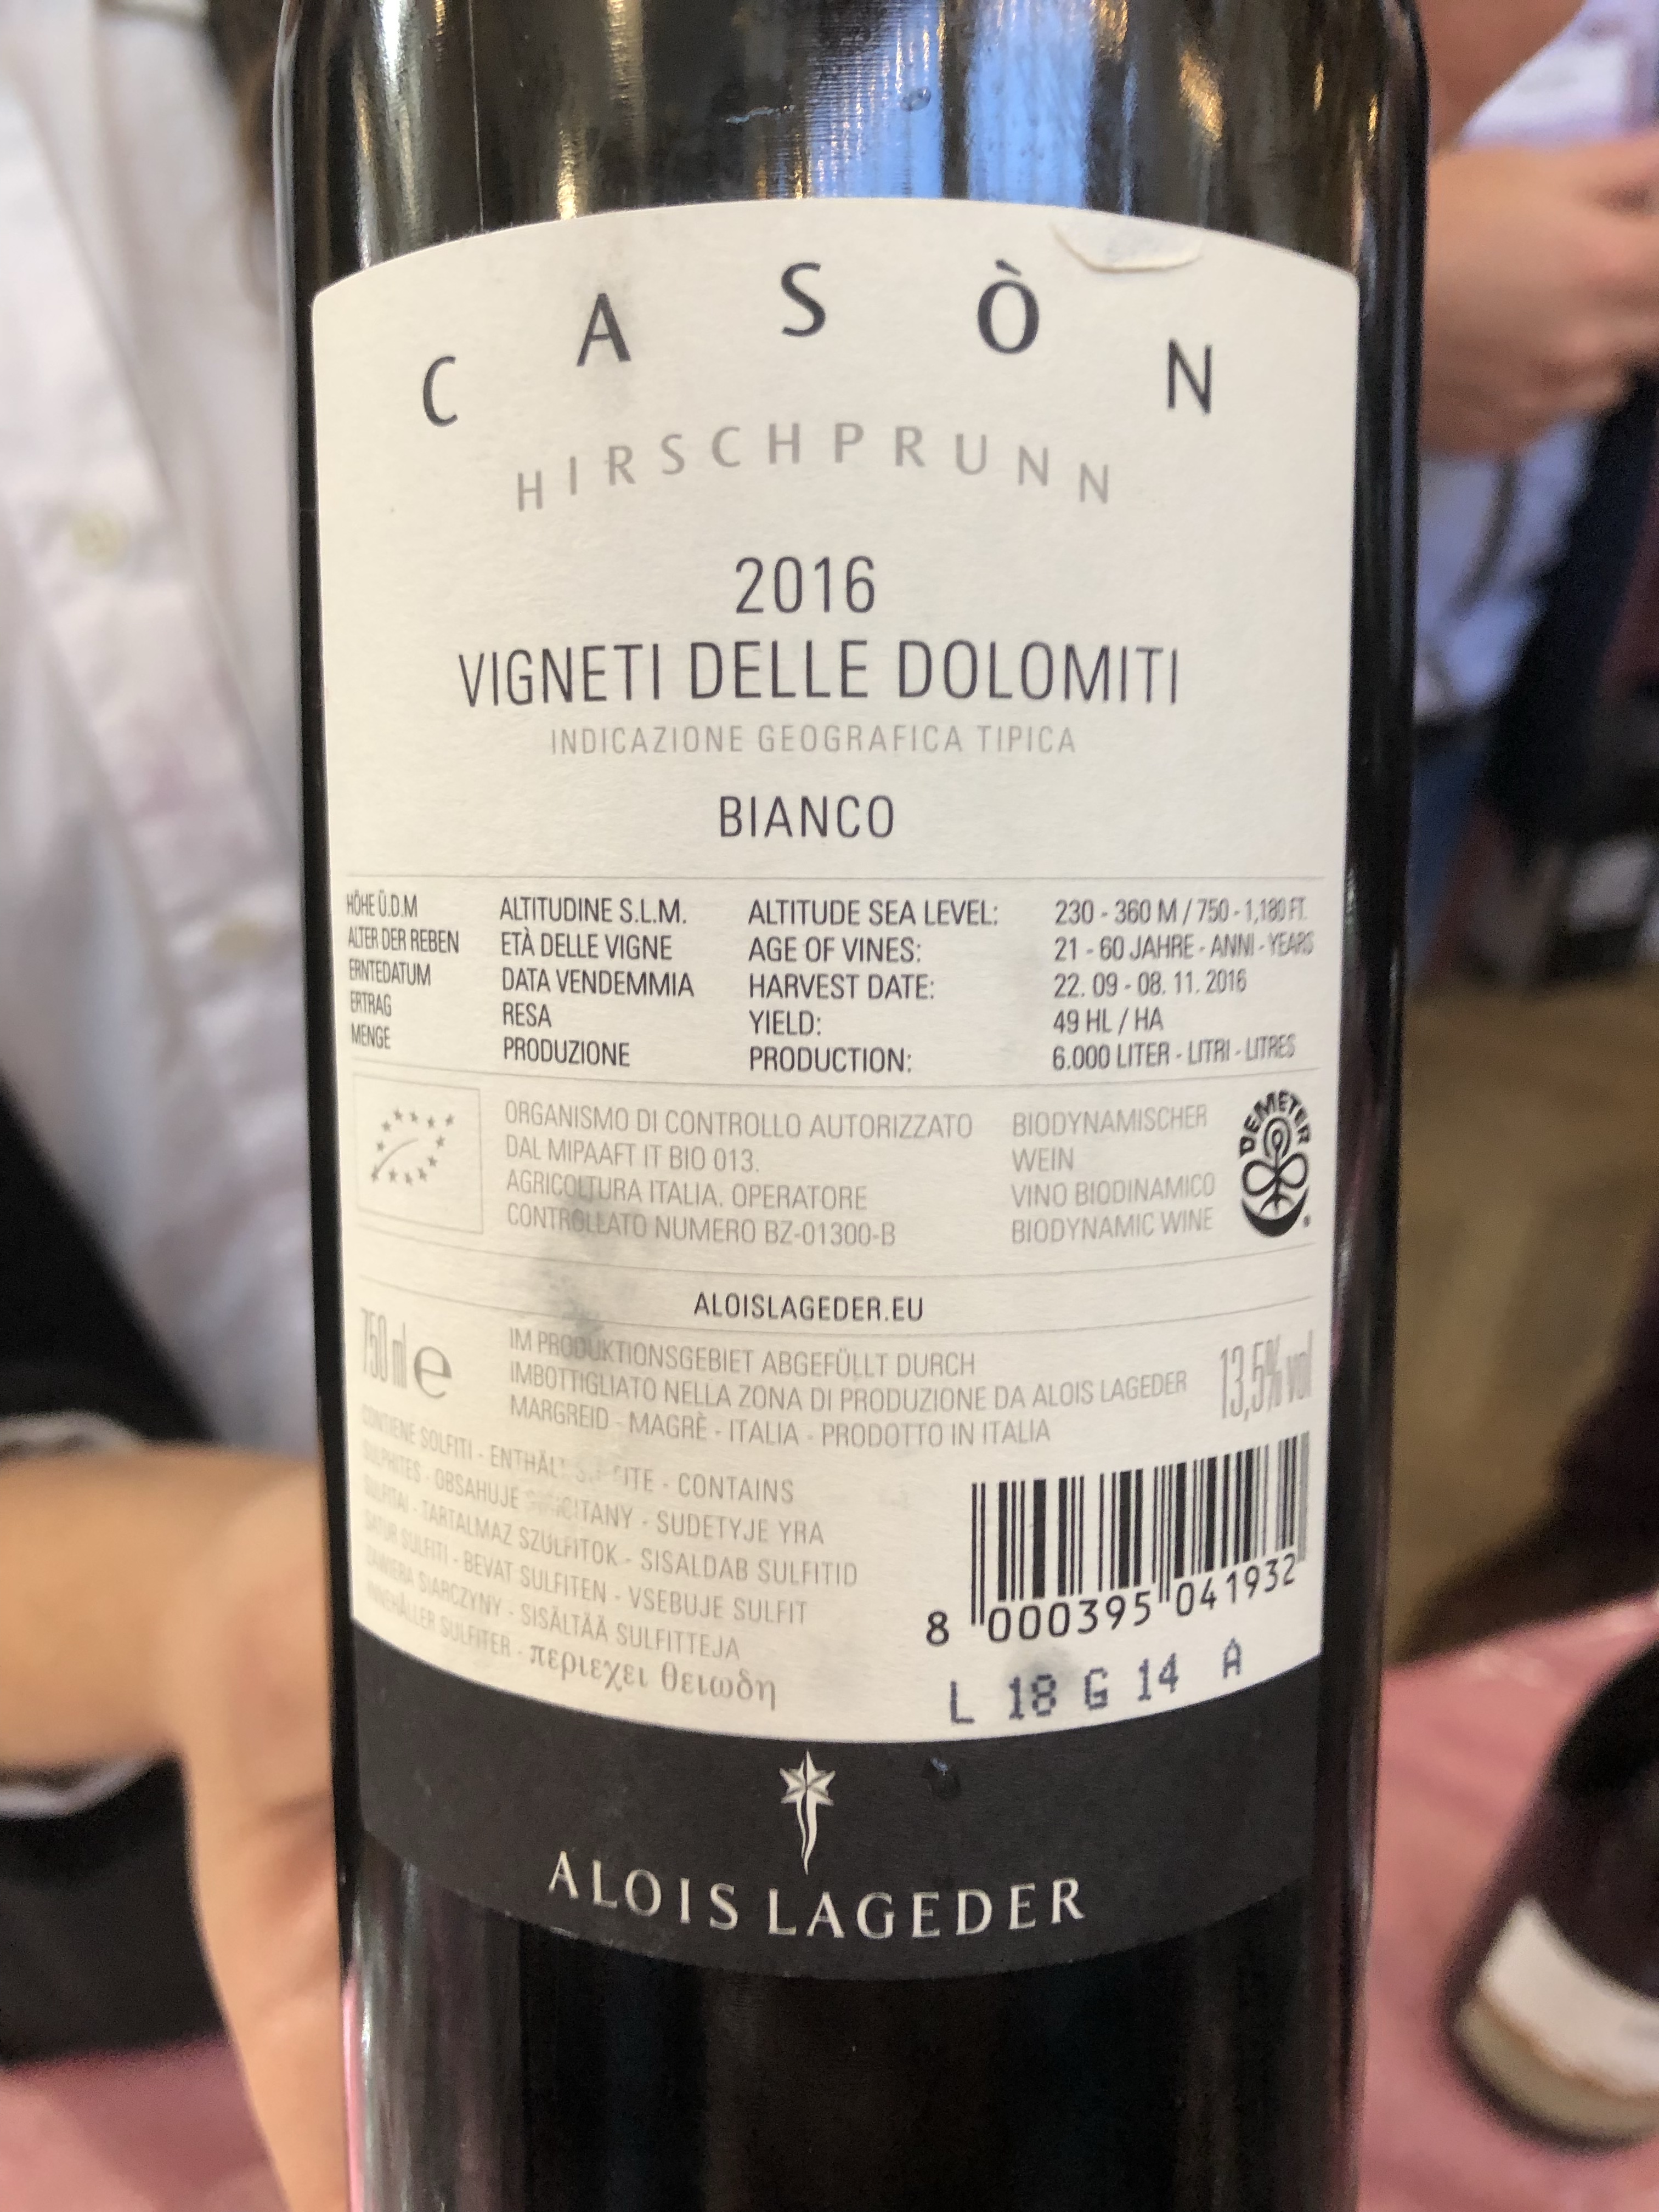 CASÒN
HIRSCHPRUNN
2016
VIGNETI DELLE DOLOMITI
INDICAZIONE GEOGRAFICA TIPICA
BIANCO
HÖHE Ü.D.M ALTITUDINE S.L.M. ALTITUDE SEA LEVEL: 230 - 360 M / 750 - 1,180 FT.
ALTER DER REBEN ETÀ DELLE VIGNE AGE OF VINES: 21 - 60 JAHRE - ANNI - YEARS
ERNTEDATUM DATA VENDEMMIA HARVEST DATE: 22. 09 - 08. 11. 2016
ERTRAG RESA YIELD: 49 HL / HA
MENGE PRODUZIONE PRODUCTION: 6.000 LITER - LITRI - LITRES
ORGANISMO DI CONTROLLO AUTORIZZATO
DAL MIPAAFT IT BIO 013.
AGRICOLTURA ITALIA. OPERATORE
CONTROLLATO NUMERO BZ-01300-B
BIODYNAMISCHER
WEIN
VINO BIODINAMICO
BIODYNAMIC WINE
DEMETER
ALOISLAGEDER.EU
750 ml e
IM PRODUKTIONSGEBIET ABGEFÜLLT DURCH
IMBOTTIGLIATO NELLA ZONA DI PRODUZIONE DA ALOIS LAGEDER
MARGREID - MAGRÈ - ITALIA - PRODOTTO IN ITALIA
13,5% vol
CONTIENE SOLFITI - ENTHÄLT - CONTAINS
SULPHITES - OBSAHUJE - SUDETYJE YRA
SULFITAI - TARTALMAZ SZULFITOK - SISALDAB SULFITID
SATUR SULFITI - BEVAT SULFITEN - VSEBUJE SULFIT
ZAWIERA SIARCZYNY - SISÄLTÄÄ SULFITTEJA
INNEHÅLLER SULFITER - περιεχει θειωδη
8 000395 041932
L 18 G 14 A
ALOIS LAGEDER